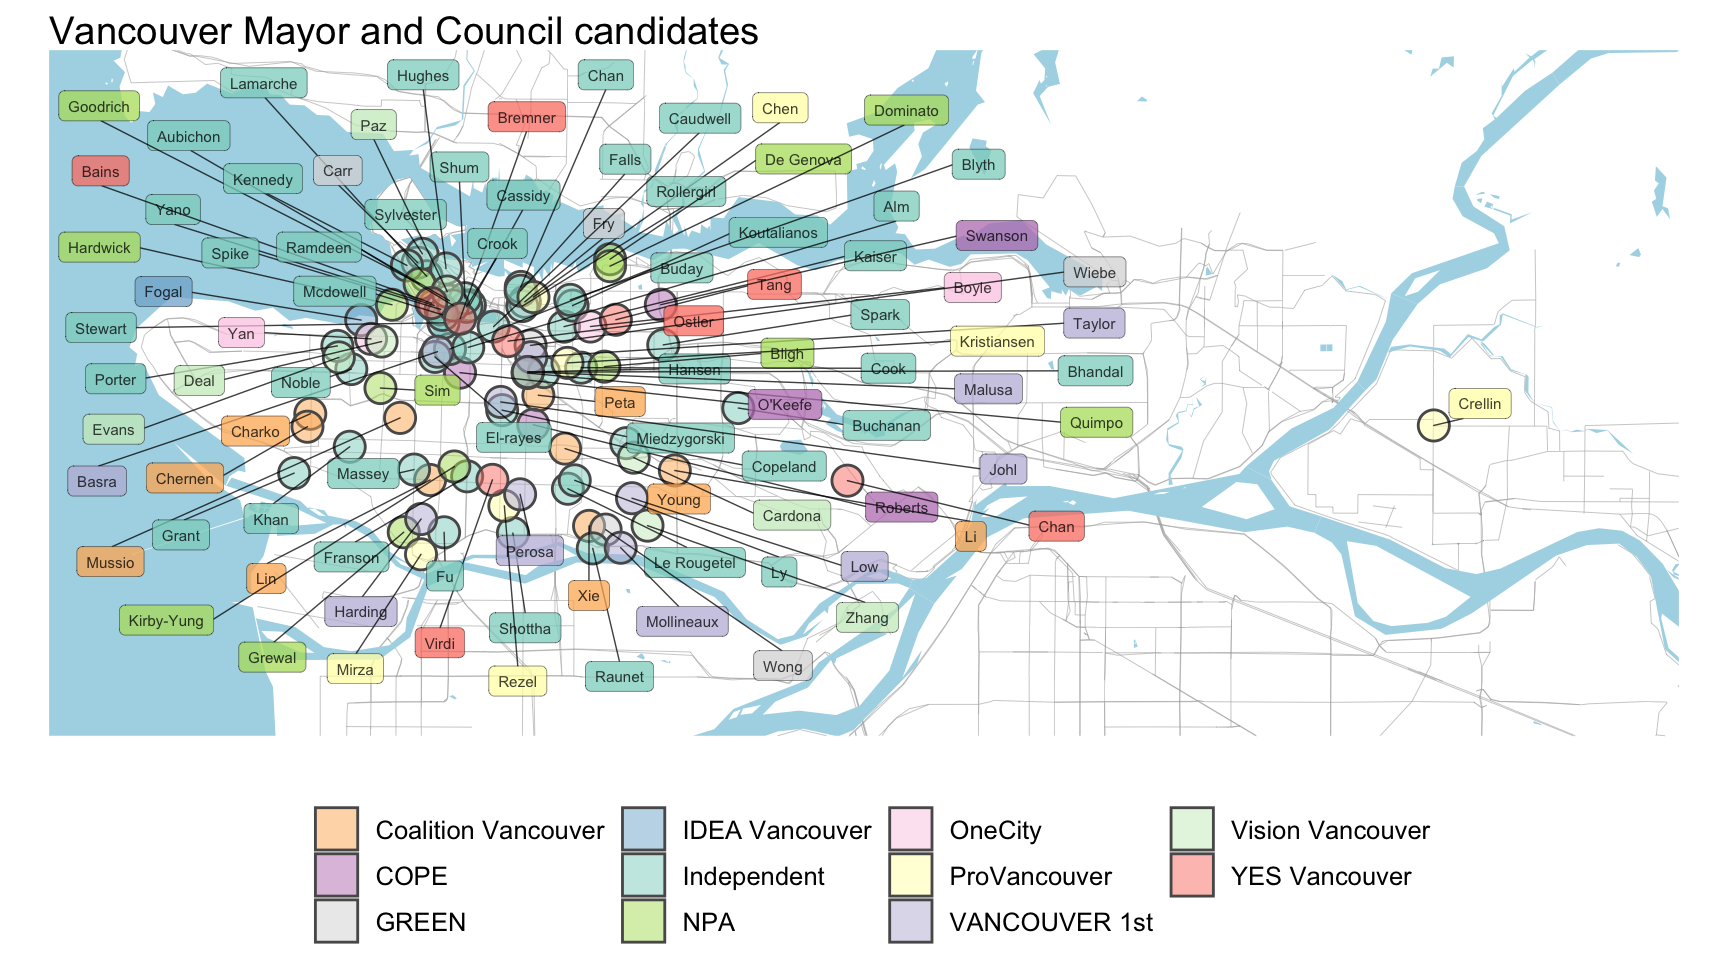 Vancouver Mayor and Council candidates
Lamarche
Hughes
Chan
Goodrich
Aubichon
Paz
Bremner
Caudwell
Chen
Dominato
Bains
Kennedy
Carr
Shum
Falls
De Genova
Blyth
Yano
Sylvester
Cassidy
Rollergirl
Alm
Hardwick
Spike
Ramdeen
Crook
Fry
Koutalianos
Swanson
Fogal
Mcdowell
Buday
Kaiser
Wiebe
Tang
Boyle
Stewart
Yan
Ostler
Spark
Taylor
Kristiansen
Porter
Deal
Noble
Sim
Hansen
Bligh
Cook
Bhandal
Malusa
Evans
Charko
Peta
O'Keefe
Buchanan
Quimpo
Crellin
El-rayes
Miedzygorski
Basra
Chernen
Massey
Copeland
Johl
Young
Roberts
Khan
Grant
Cardona
Li
Chan
Mussio
Lin
Franson
Fu
Perosa
Le Rougetel
Ly
Low
Kirby-Yung
Harding
Xie
Shottha
Mollineaux
Zhang
Grewal
Mirza
Virdi
Rezel
Raunet
Wong
Coalition Vancouver
IDEA Vancouver
OneCity
Vision Vancouver
COPE
Independent
ProVancouver
YES Vancouver
GREEN
NPA
VANCOUVER 1st